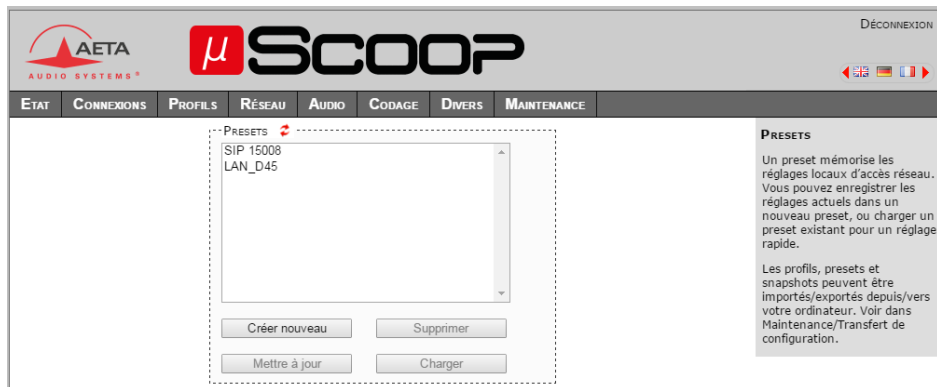 DÉCONNEXION
AETA
AUDIO SYSTEMS ®
µ SCOOP
ETAT CONNEXIONS PROFILS RÉSEAU AUDIO CODAGE DIVERS MAINTENANCE
PRESETS
SIP 15008
LAN_D45
Créer nouveau
Supprimer
Mettre à jour
Charger
PRESETS
Un preset mémorise les
réglages locaux d'accès réseau.
Vous pouvez enregistrer les
réglages actuels dans un
nouveau preset, ou charger un
preset existant pour un réglage
rapide.
Les profils, presets et
snapshots peuvent être
importés/exportés depuis/vers
votre ordinateur. Voir dans
Maintenance/Transfert de
configuration.